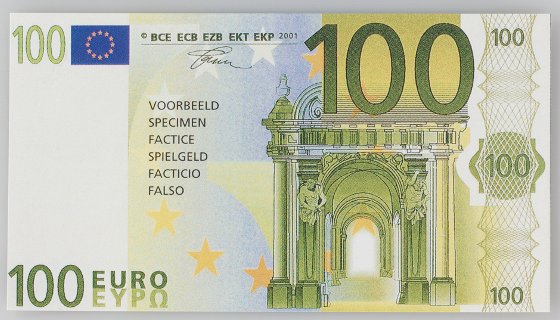 100
© BCE ECB EZB EKT EKP 2001
100
100
VOORBEELD
SPECIMEN
FACTICE
SPIELGELD
FACTICIO
FALSO
100
100 EURO
ΕΥΡΩ
100